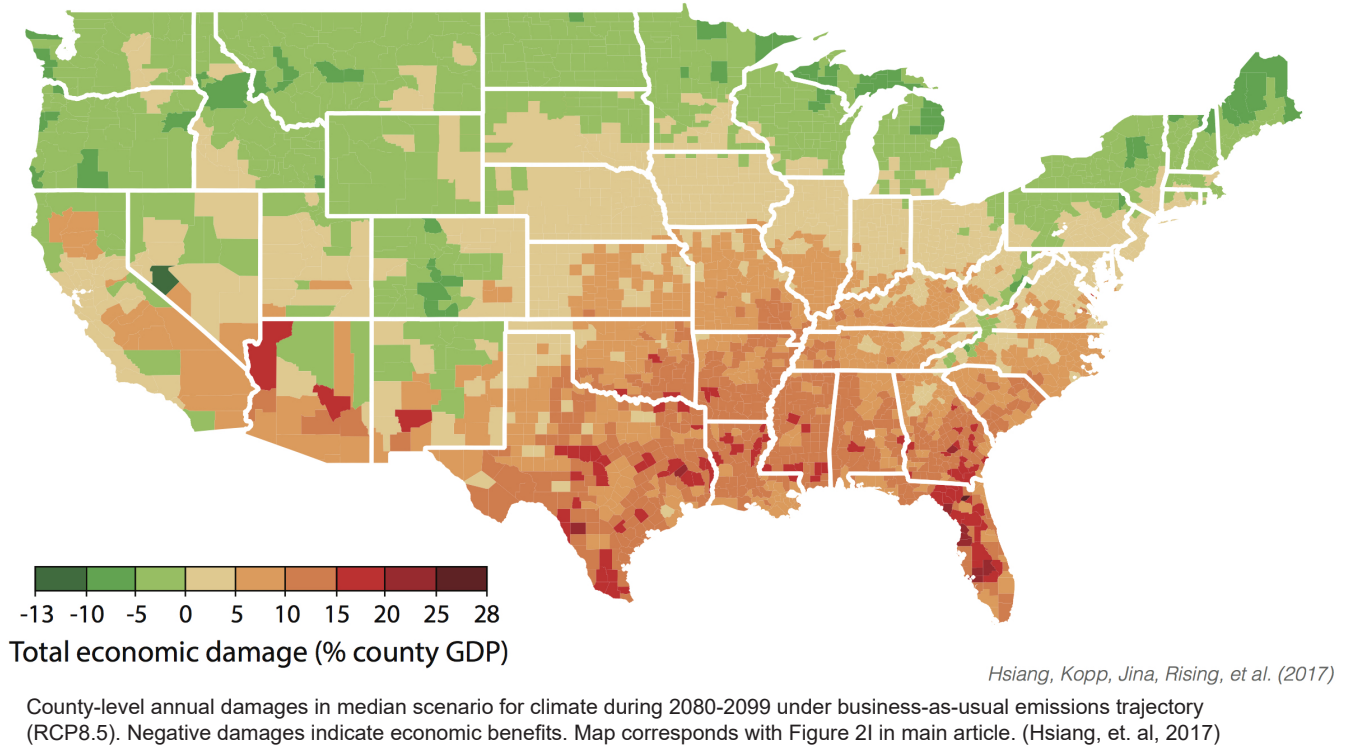 -13 -10 -5 0 5 10 15 20 25 28
Total economic damage (% county GDP)
Hsiang, Kopp, Jina, Rising, et al. (2017)
County-level annual damages in median scenario for climate during 2080-2099 under business-as-usual emissions trajectory
(RCP8.5). Negative damages indicate economic benefits. Map corresponds with Figure 2I in main article. (Hsiang, et. al, 2017)